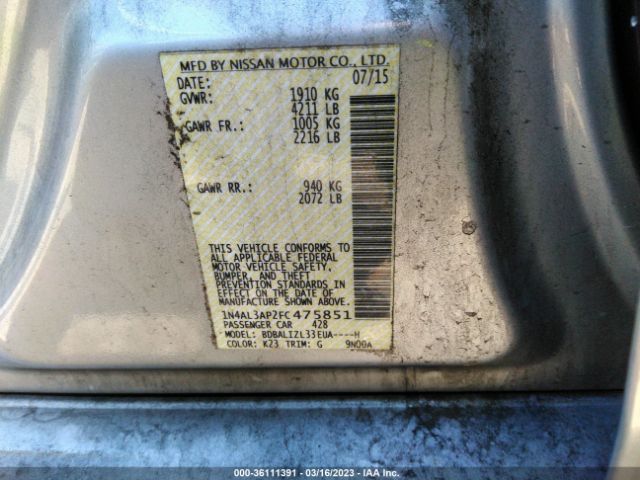 MFD BY NISSAN MOTOR CO., LTD.
DATE: 07/15
GVWR: 1910 KG
4211 LB
GAWR FR.: 1005 KG
2216 LB
GAWR RR.: 940 KG
2072 LB
THIS VEHICLE CONFORMS TO
ALL APPLICABLE FEDERAL
MOTOR VEHICLE SAFETY,
BUMPER, AND THEFT
PREVENTION STANDARDS IN
EFFECT ON THE DATE OF
MANUFACTURE SHOWN ABOVE.
1N4AL3AP2FC475851
PASSENGER CAR 428
MODEL: BDBALIZL33EUA----H
COLOR: K23 TRIM: G 9N00A
000-36111391 - 03/16/2023 - IAA Inc.